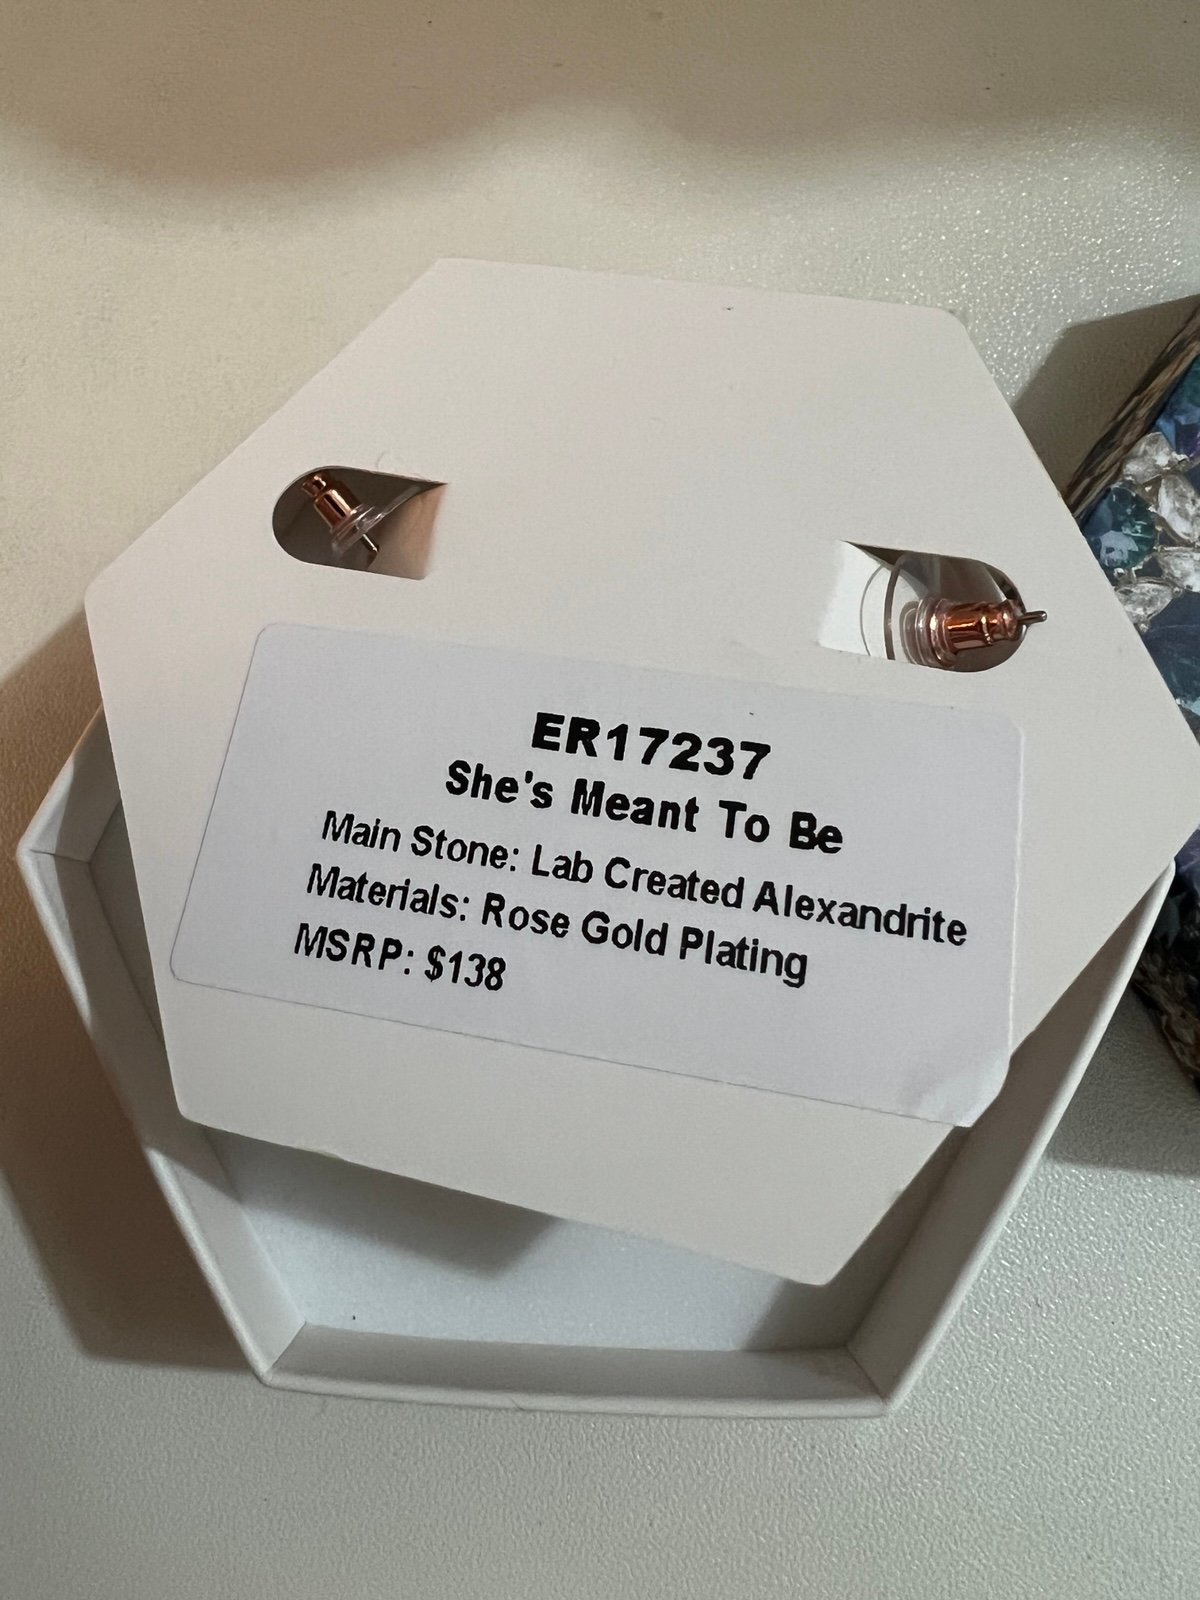 ER17237
She's Meant To Be
Main Stone: Lab Created Alexandrite
Materials: Rose Gold Plating
MSRP: $138